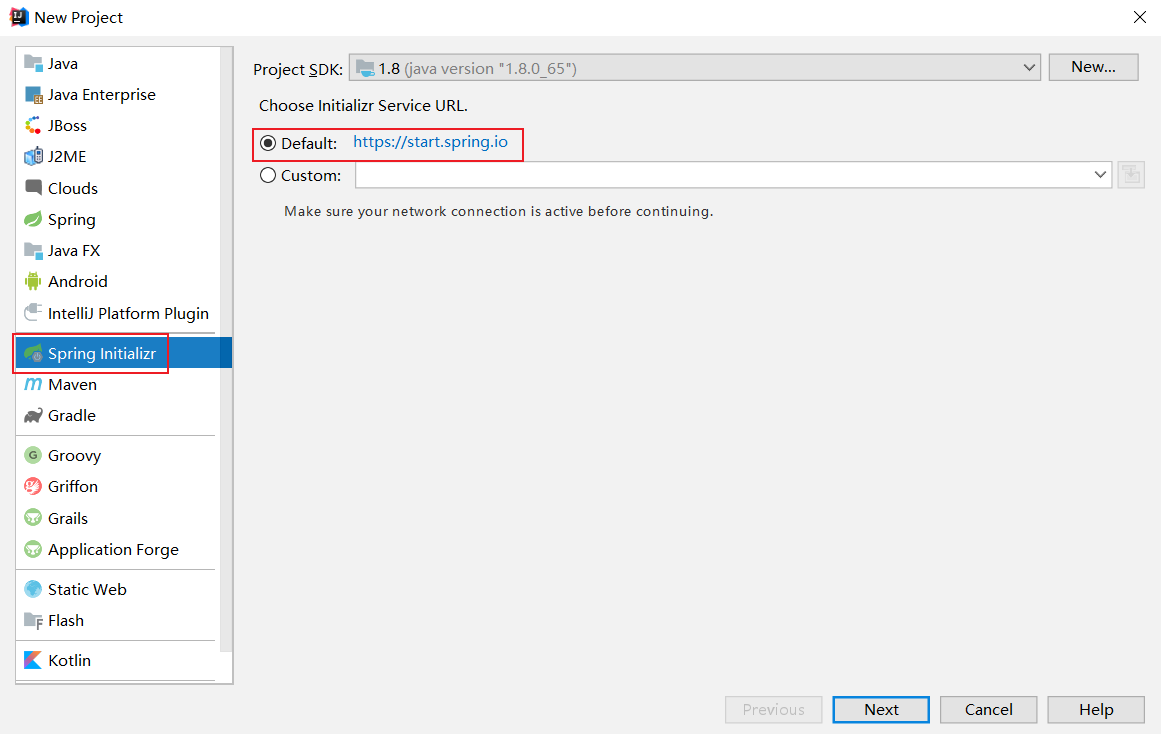 New Project
Java
Java Enterprise
JBoss
J2ME
Clouds
Spring
Java FX
Android
IntelliJ Platform Plugin
Spring Initializr
Maven
Gradle
Groovy
Griffon
Grails
Application Forge
Static Web
Flash
Kotlin
Project SDK: 1.8 (java version "1.8.0_65") New...
Choose Initializr Service URL.
Default: https://start.spring.io
Custom:
Make sure your network connection is active before continuing.
Previous Next Cancel Help